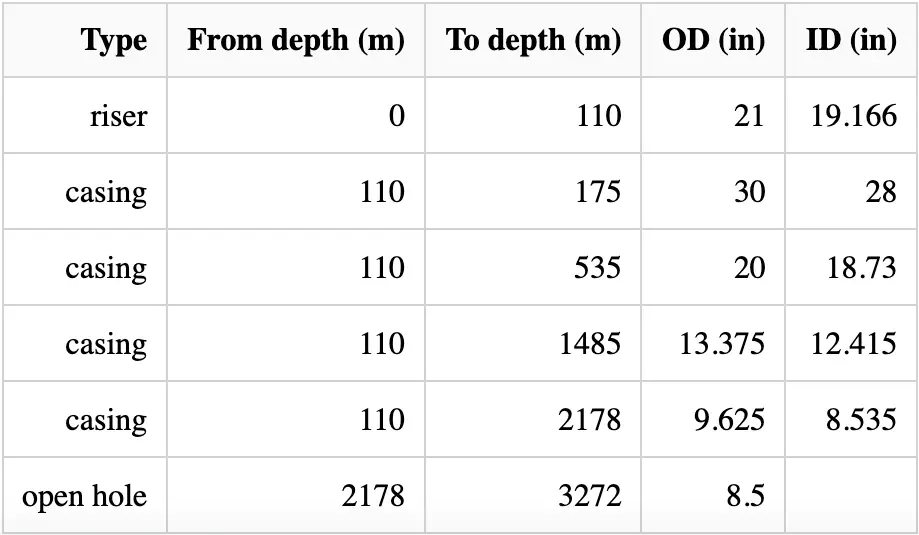 Type From depth (m) To depth (m) OD (in) ID (in)
riser 0 110 21 19.166
casing 110 175 30 28
casing 110 535 20 18.73
casing 110 1485 13.375 12.415
casing 110 2178 9.625 8.535
open hole 2178 3272 8.5